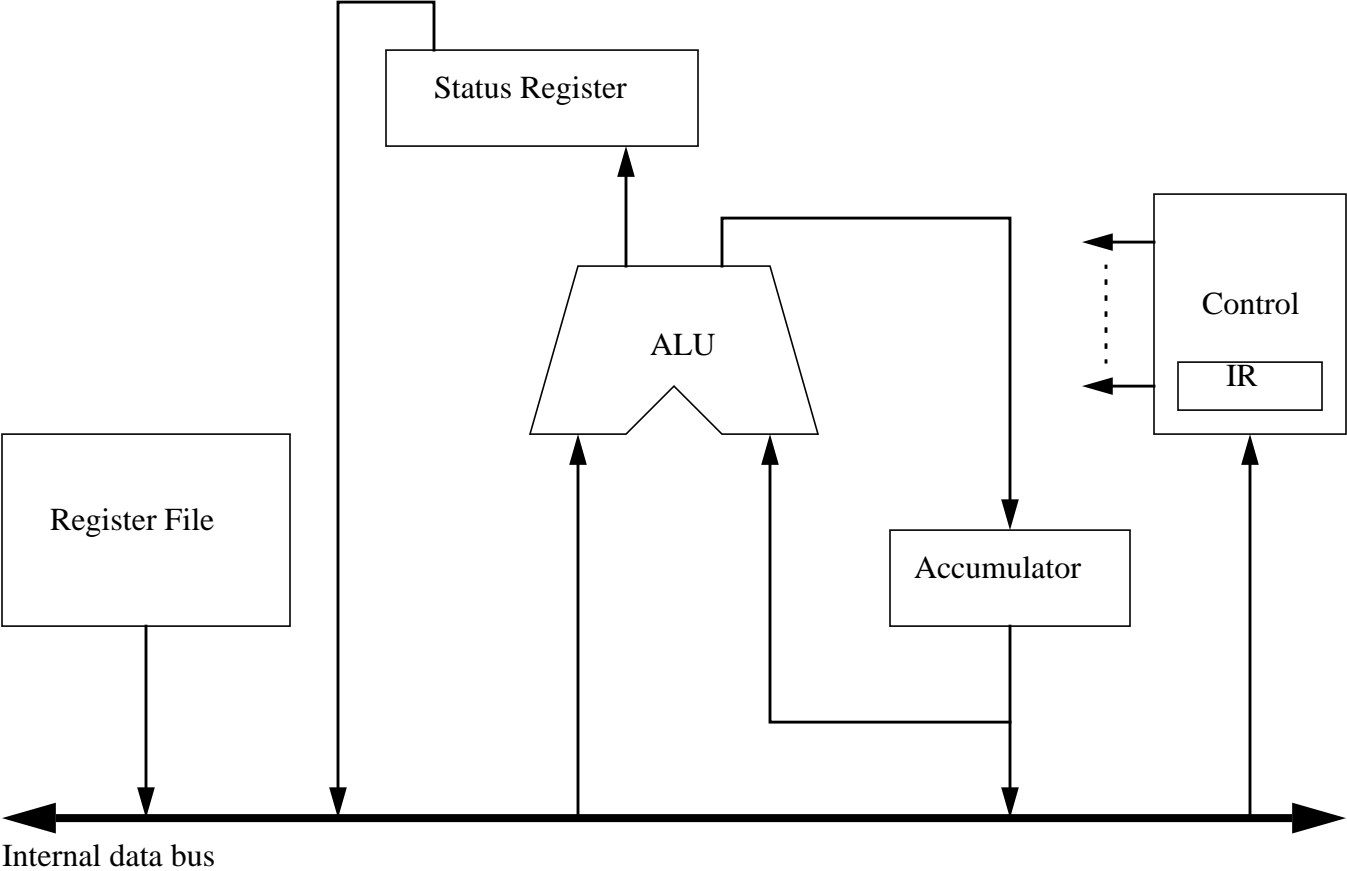 Status Register
Control
ALU
IR
Register File
Accumulator
Internal data bus